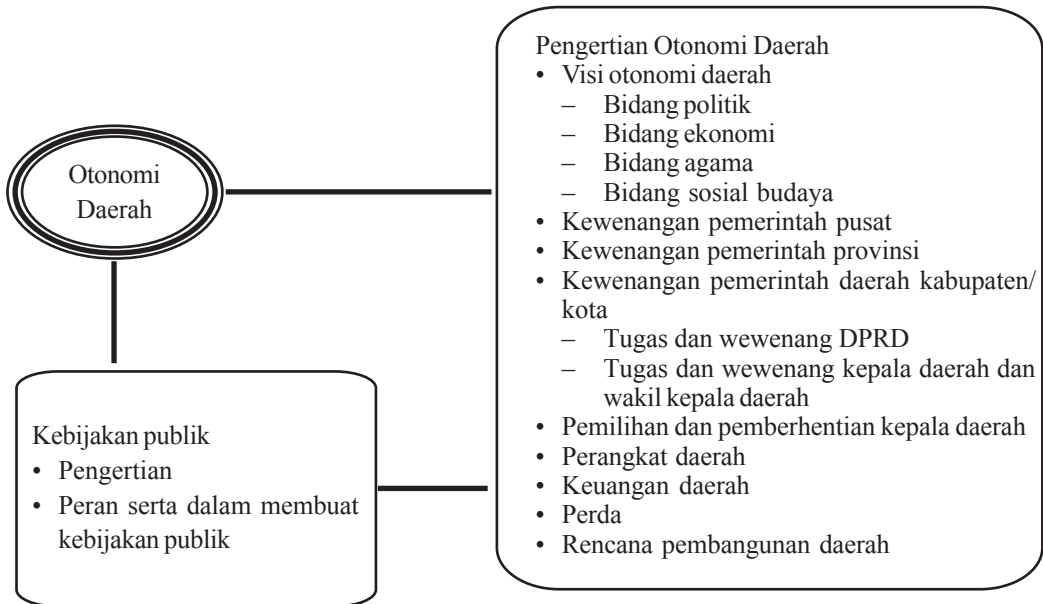 Otonomi
Daerah
Pengertian Otonomi Daerah
• Visi otonomi daerah
– Bidang politik
– Bidang ekonomi
– Bidang agama
– Bidang sosial budaya
• Kewenangan pemerintah pusat
• Kewenangan pemerintah provinsi
• Kewenangan pemerintah daerah kabupaten/
kota
– Tugas dan wewenang DPRD
– Tugas dan wewenang kepala daerah dan
wakil kepala daerah
• Pemilihan dan pemberhentian kepala daerah
• Perangkat daerah
• Keuangan daerah
• Perda
• Rencana pembangunan daerah
Kebijakan publik
• Pengertian
• Peran serta dalam membuat
kebijakan publik